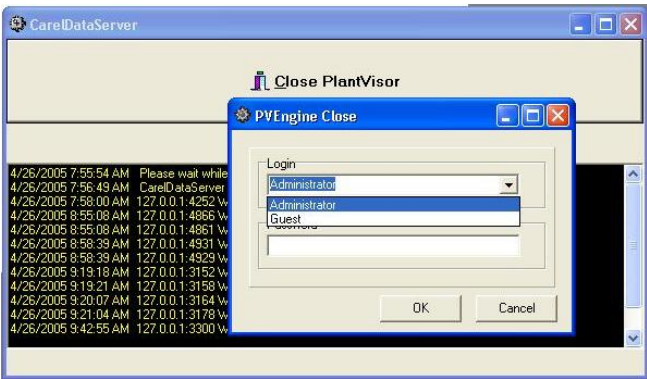 CarelDataServer
Close PlantVisor
PVEngine Close
Login
Administrator
Administrator
Guest
Password
OK Cancel
4/26/2005 7:55:54 AM Please wait while
4/26/2005 7:56:49 AM CarelDataServer
4/26/2005 7:58:00 AM 127.0.0.1:4252 W
4/26/2005 8:55:08 AM 127.0.0.1:4866 W
4/26/2005 8:55:08 AM 127.0.0.1:4861 W
4/26/2005 8:58:39 AM 127.0.0.1:4931 W
4/26/2005 8:58:39 AM 127.0.0.1:4929 W
4/26/2005 9:19:18 AM 127.0.0.1:3152 W
4/26/2005 9:19:21 AM 127.0.0.1:3158 W
4/26/2005 9:20:07 AM 127.0.0.1:3164 W
4/26/2005 9:21:04 AM 127.0.0.1:3178 W
4/26/2005 9:42:55 AM 127.0.0.1:3300 W